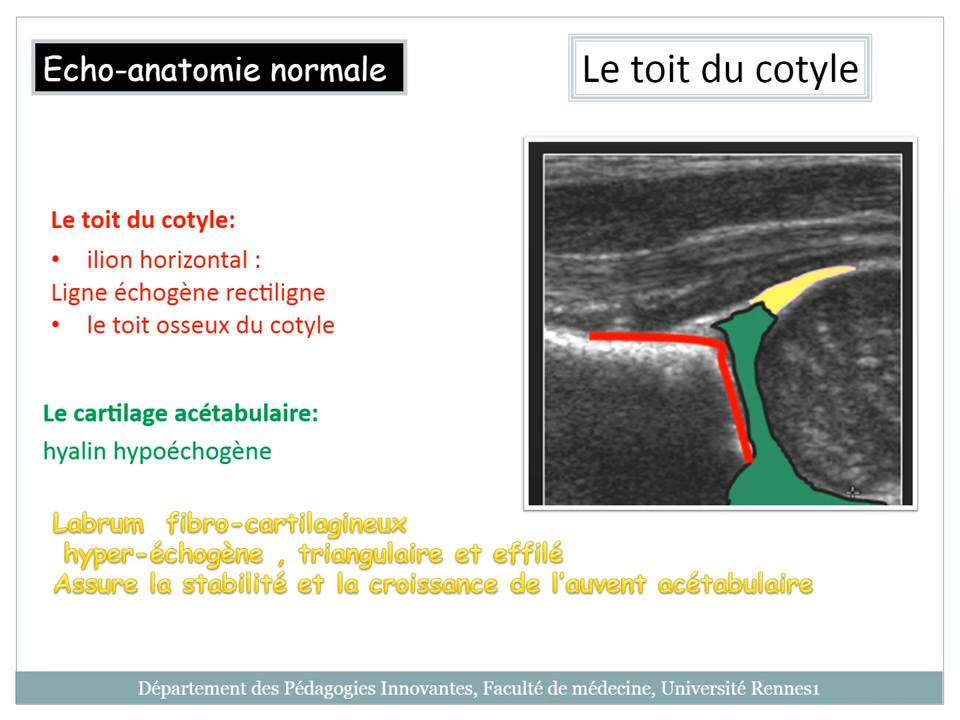 Echo-anatomie normale
Le toit du cotyle
Le toit du cotyle:
• ilion horizontal :
Ligne échogène rectiligne
• le toit osseux du cotyle
Le cartilage acétabulaire:
hyalin hypoéchogène
Labrum fibro-cartilagineux
hyper-échogène , triangulaire et effilé
Assure la stabilité et la croissance de l'auvent acétabulaire
Département des Pédagogies Innovantes, Faculté de médecine, Université Rennes1